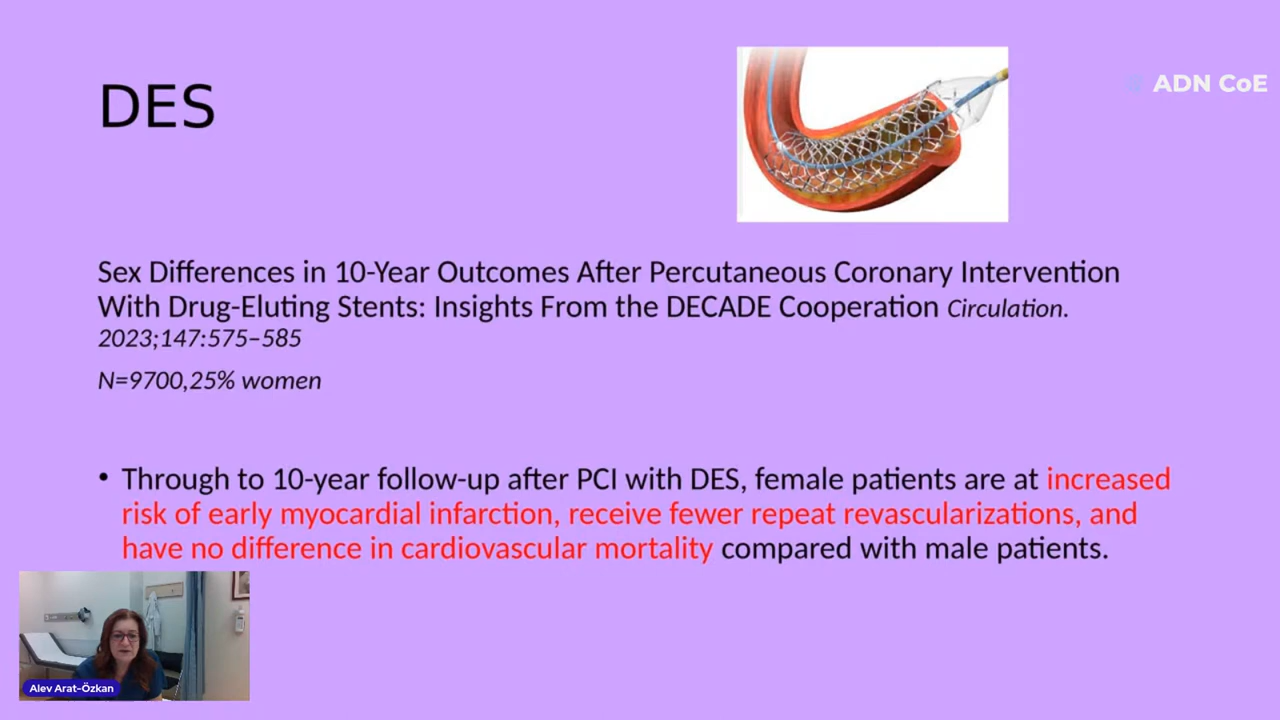 DES
ADN CoE
Sex Differences in 10-Year Outcomes After Percutaneous Coronary Intervention
With Drug-Eluting Stents: Insights From the DECADE Cooperation Circulation.
2023;147:575–585
N=9700,25% women
• Through to 10-year follow-up after PCI with DES, female patients are at increased
risk of early myocardial infarction, receive fewer repeat revascularizations, and
have no difference in cardiovascular mortality compared with male patients.
Alev Arat-Özkan